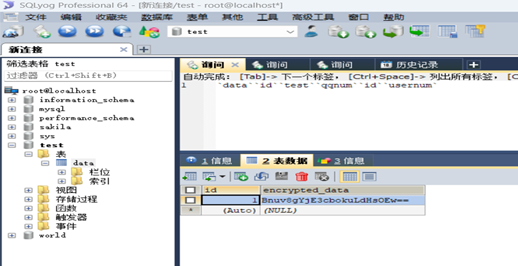 SQLyog Professional 64 - [新连接/test - root@localhost*]
文件 编辑 收藏夹 数据库 表单 其他 工具 高级工具 窗口 帮助
test
新连接
筛选表格 test
过滤器 (Ctrl+Shift+B)
root@localhost
information_schema
mysql
performance_schema
sakila
sys
test
表
data
栏位
索引
视图
存储过程
函数
触发器
事件
world
询问 询问 询问 历史记录
自动完成: [Tab]-> 下一个标签, [Ctrl+Space]-> 列出所有标签, [C
1 `data``id``test``qqnum``id``usernum`
1 信息 2 表数据 3 信息
id encrypted_data
1 Bnuv8gYjE3cbokuLdHsOEw==
* (Auto) (NULL)